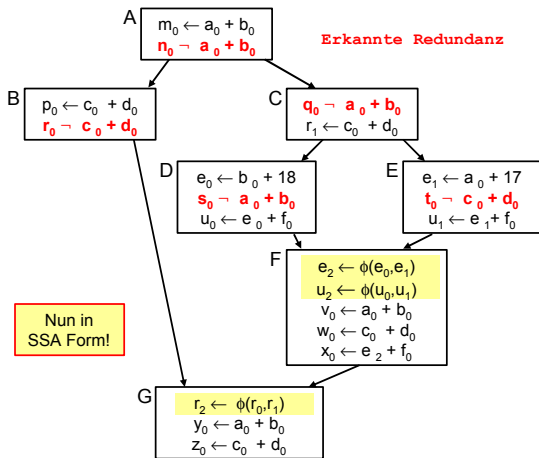 A
m₀ ← a₀ + b₀
n₀ ¬ a₀ + b₀
Erkannte Redundanz
B
p₀ ← c₀ + d₀
r₀ ¬ c₀ + d₀
C
q₀ ¬ a₀ + b₀
r₁ ← c₀ + d₀
D
e₀ ← b₀ + 18
s₀ ¬ a₀ + b₀
u₀ ← e₀ + f₀
E
e₁ ← a₀ + 17
t₀ ¬ c₀ + d₀
u₁ ← e₁ + f₀
F
e₂ ← ϕ(e₀,e₁)
u₂ ← ϕ(u₀,u₁)
v₀ ← a₀ + b₀
w₀ ← c₀ + d₀
x₀ ← e₂ + f₀
Nun in
SSA Form!
G
r₂ ← ϕ(r₀,r₁)
y₀ ← a₀ + b₀
z₀ ← c₀ + d₀